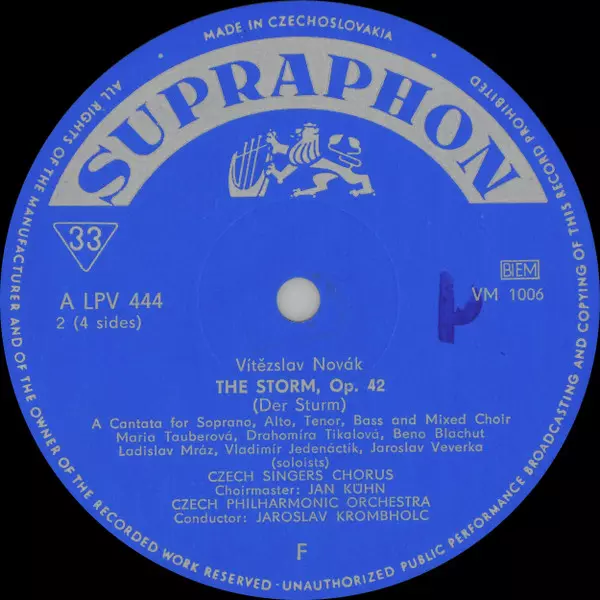 MADE IN CZECHOSLOVAKIA
ALL RIGHTS OF THE MANUFACTURER AND OF THE OWNER OF THE RECORDED WORK RESERVED - UNAUTHORIZED PUBLIC PERFORMANCE BROADCASTING AND COPYING OF THIS RECORD PROHIBITED
SUPRAPHON
33
BIEM
A LPV 444
VM 1006
2 (4 sides)
Vítězslav Novák
THE STORM, Op. 42
(Der Sturm)
A Cantata for Soprano, Alto, Tenor, Bass and Mixed Choir
Maria Tauberová, Drahomíra Tikalová, Beno Blachut
Ladislav Mráz, Vladimír Jedenáctík, Jaroslav Veverka
(soloists)
CZECH SINGERS CHORUS
Choirmaster: JAN KÜHN
CZECH PHILHARMONIC ORCHESTRA
Conductor: JAROSLAV KROMBHOLC
F